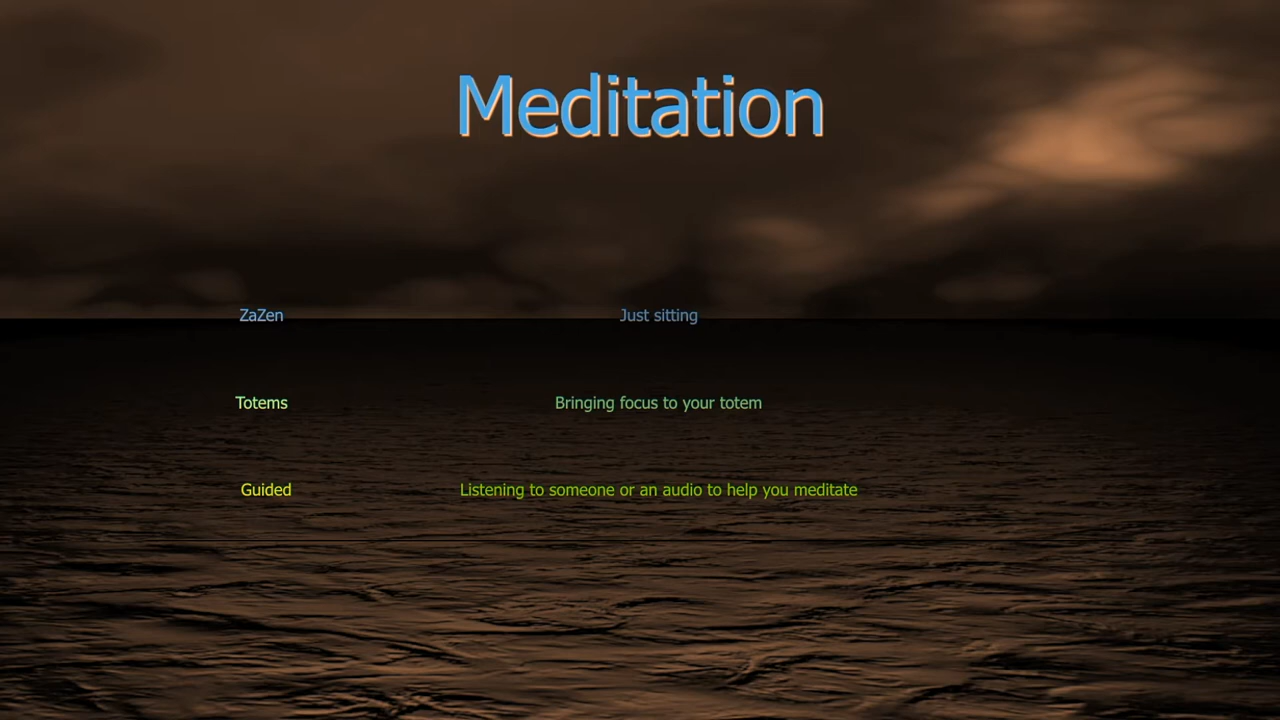 Meditation
ZaZen Just sitting
Totems Bringing focus to your totem
Guided Listening to someone or an audio to help you meditate